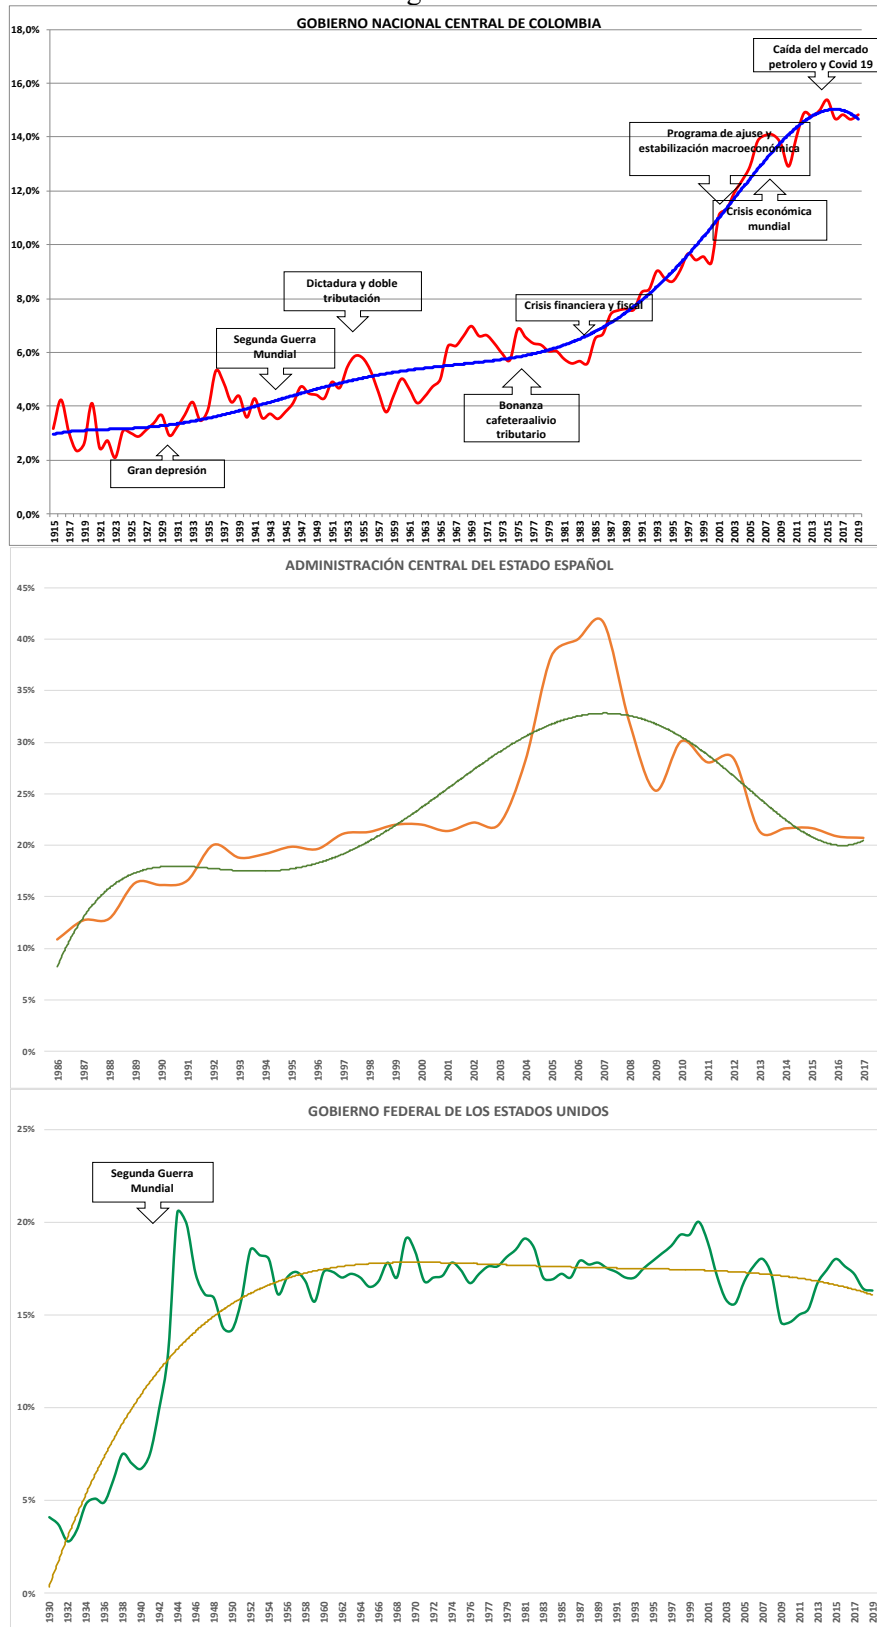 GOBIERNO NACIONAL CENTRAL DE COLOMBIA
18,0%
16,0%
14,0%
12,0%
10,0%
8,0%
6,0%
4,0%
2,0%
0,0%
Caída del mercado
petrolero y Covid 19
Programa de ajuse y
estabilización macroeconómica
Crisis económica
mundial
Dictadura y doble
tributación
Crisis financiera y fiscal
Segunda Guerra
Mundial
Bonanza
cafeteraalivio
tributario
Gran depresión
1915 1917 1919 1921 1923 1925 1927 1929 1931 1933 1935 1937 1939 1941 1943 1945 1947 1949 1951 1953 1955 1957 1959 1961 1963 1965 1967 1969 1971 1973 1975 1977 1979 1981 1983 1985 1987 1989 1991 1993 1995 1997 1999 2001 2003 2005 2007 2009 2011 2013 2015 2017 2019
ADMINISTRACIÓN CENTRAL DEL ESTADO ESPAÑOL
45%
40%
35%
30%
25%
20%
15%
10%
5%
0%
1986 1987 1988 1989 1990 1991 1992 1993 1994 1995 1996 1997 1998 1999 2000 2001 2002 2003 2004 2005 2006 2007 2008 2009 2010 2011 2012 2013 2014 2015 2016 2017
GOBIERNO FEDERAL DE LOS ESTADOS UNIDOS
25%
20%
15%
10%
5%
0%
Segunda Guerra
Mundial
1930 1932 1934 1936 1938 1940 1942 1944 1946 1948 1950 1952 1954 1956 1958 1960 1962 1964 1966 1968 1970 1972 1974 1976 1977 1979 1981 1983 1985 1987 1989 1991 1993 1995 1997 1999 2001 2003 2005 2007 2009 2011 2013 2015 2017 2019